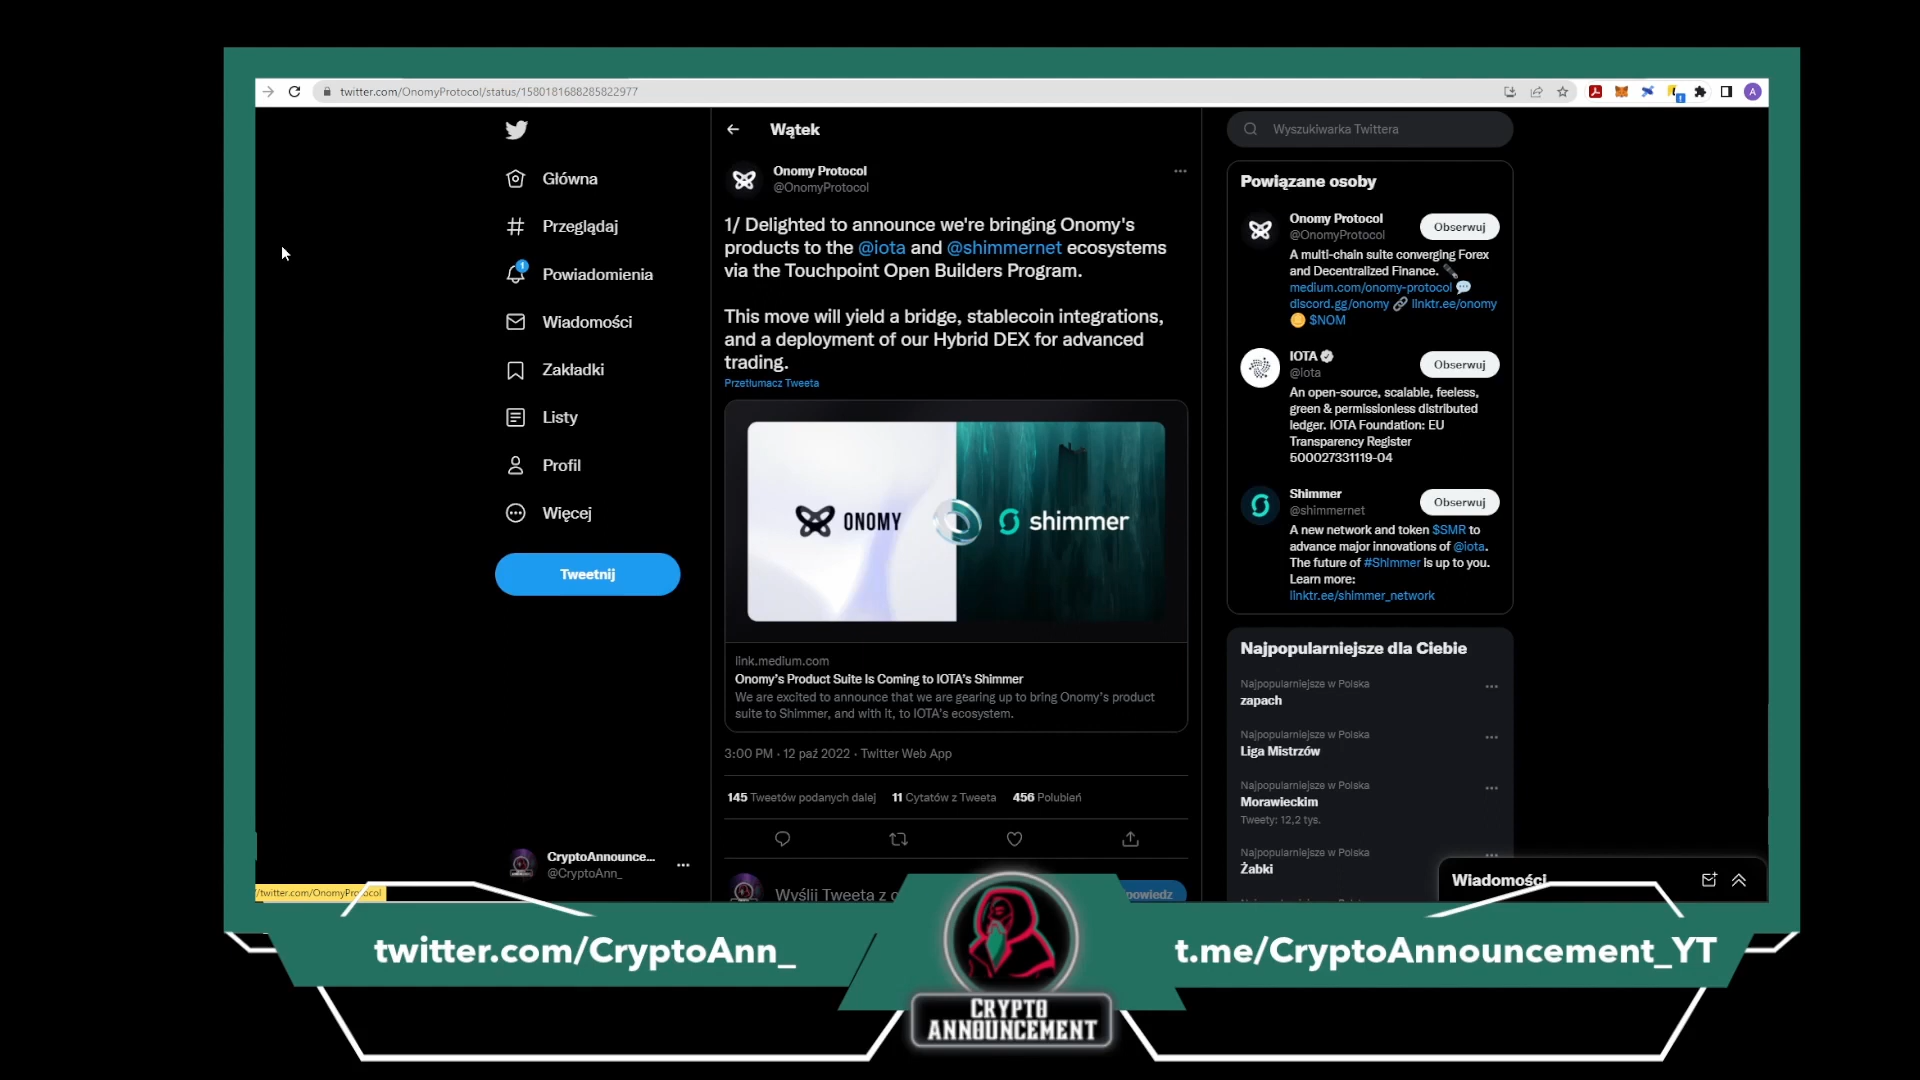 twitter.com/OnomyProtocol/status/1580181688285822977
Główna
Przeglądaj
1
Powiadomienia
Wiadomości
Zakładki
Listy
Profil
Więcej
Tweetnij
CryptoAnnounce...
@CryptoAnn_
Wątek
Onomy Protocol
@OnomyProtocol
1/ Delighted to announce we're bringing Onomy's
products to the @iota and @shimmernet ecosystems
via the Touchpoint Open Builders Program.
This move will yield a bridge, stablecoin integrations,
and a deployment of our Hybrid DEX for advanced
trading.
Przetłumacz Tweeta
ONOMY
shimmer
link.medium.com
Onomy's Product Suite Is Coming to IOTA's Shimmer
We are excited to announce that we are gearing up to bring Onomy's product
suite to Shimmer, and with it, to IOTA's ecosystem.
3:00 PM · 12 paź 2022 · Twitter Web App
145 Tweetów podanych dalej 11 Cytatów z Tweeta 456 Polubień
Wyślij Tweeta z
powiedz
Wyszukiwarka Twittera
Powiązane osoby
Onomy Protocol
@OnomyProtocol
Obserwuj
A multi-chain suite converging Forex
and Decentralized Finance.
medium.com/onomy-protocol
discord.gg/onomy linktr.ee/onomy
$NOM
IOTA
@iota
Obserwuj
An open-source, scalable, feeless,
green & permissionless distributed
ledger. IOTA Foundation: EU
Transparency Register
500027331119-04
Shimmer
@shimmernet
Obserwuj
A new network and token $SMR to
advance major innovations of @iota.
The future of #Shimmer is up to you.
Learn more:
linktr.ee/shimmer_network
Najpopularniejsze dla Ciebie
Najpopularniejsze w Polska
zapach
Najpopularniejsze w Polska
Liga Mistrzów
Najpopularniejsze w Polska
Morawieckim
Tweety: 12,2 tys.
Najpopularniejsze w Polska
Żabki
Wiadomości
A
/twitter.com/OnomyProtocol
twitter.com/CryptoAnn_
CRYPTO
ANNOUNCEMENT
t.me/CryptoAnnouncement_YT